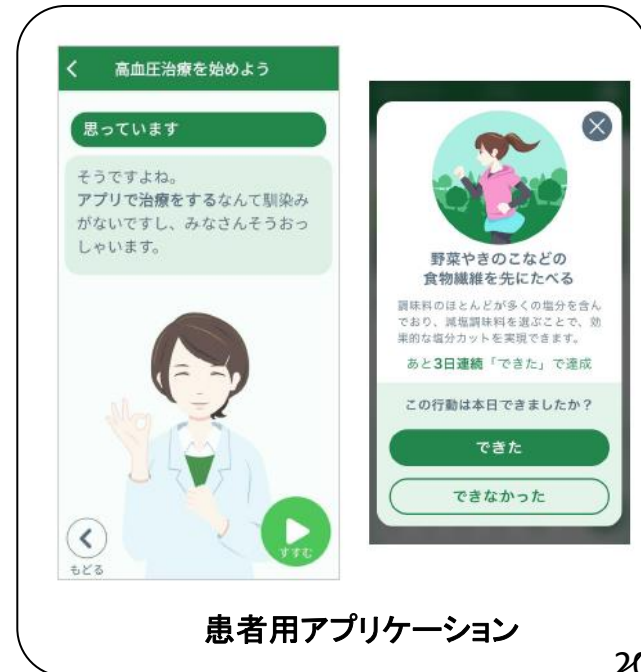 高血圧治療を始めよう
思っています
そうですよね。
アプリで治療をするなんて馴染み
がないですし、みなさんそうおっ
しゃいます。
もどる
すすむ
野菜やきのこなどの
食物繊維を先にたべる
調味料のほとんどが多くの塩分を含ん
でおり、減塩調味料を選ぶことで、効
果的な塩分カットを実現できます。
あと3日連続「できた」で達成
この行動は本日できましたか？
できた
できなかった
患者用アプリケーション
20